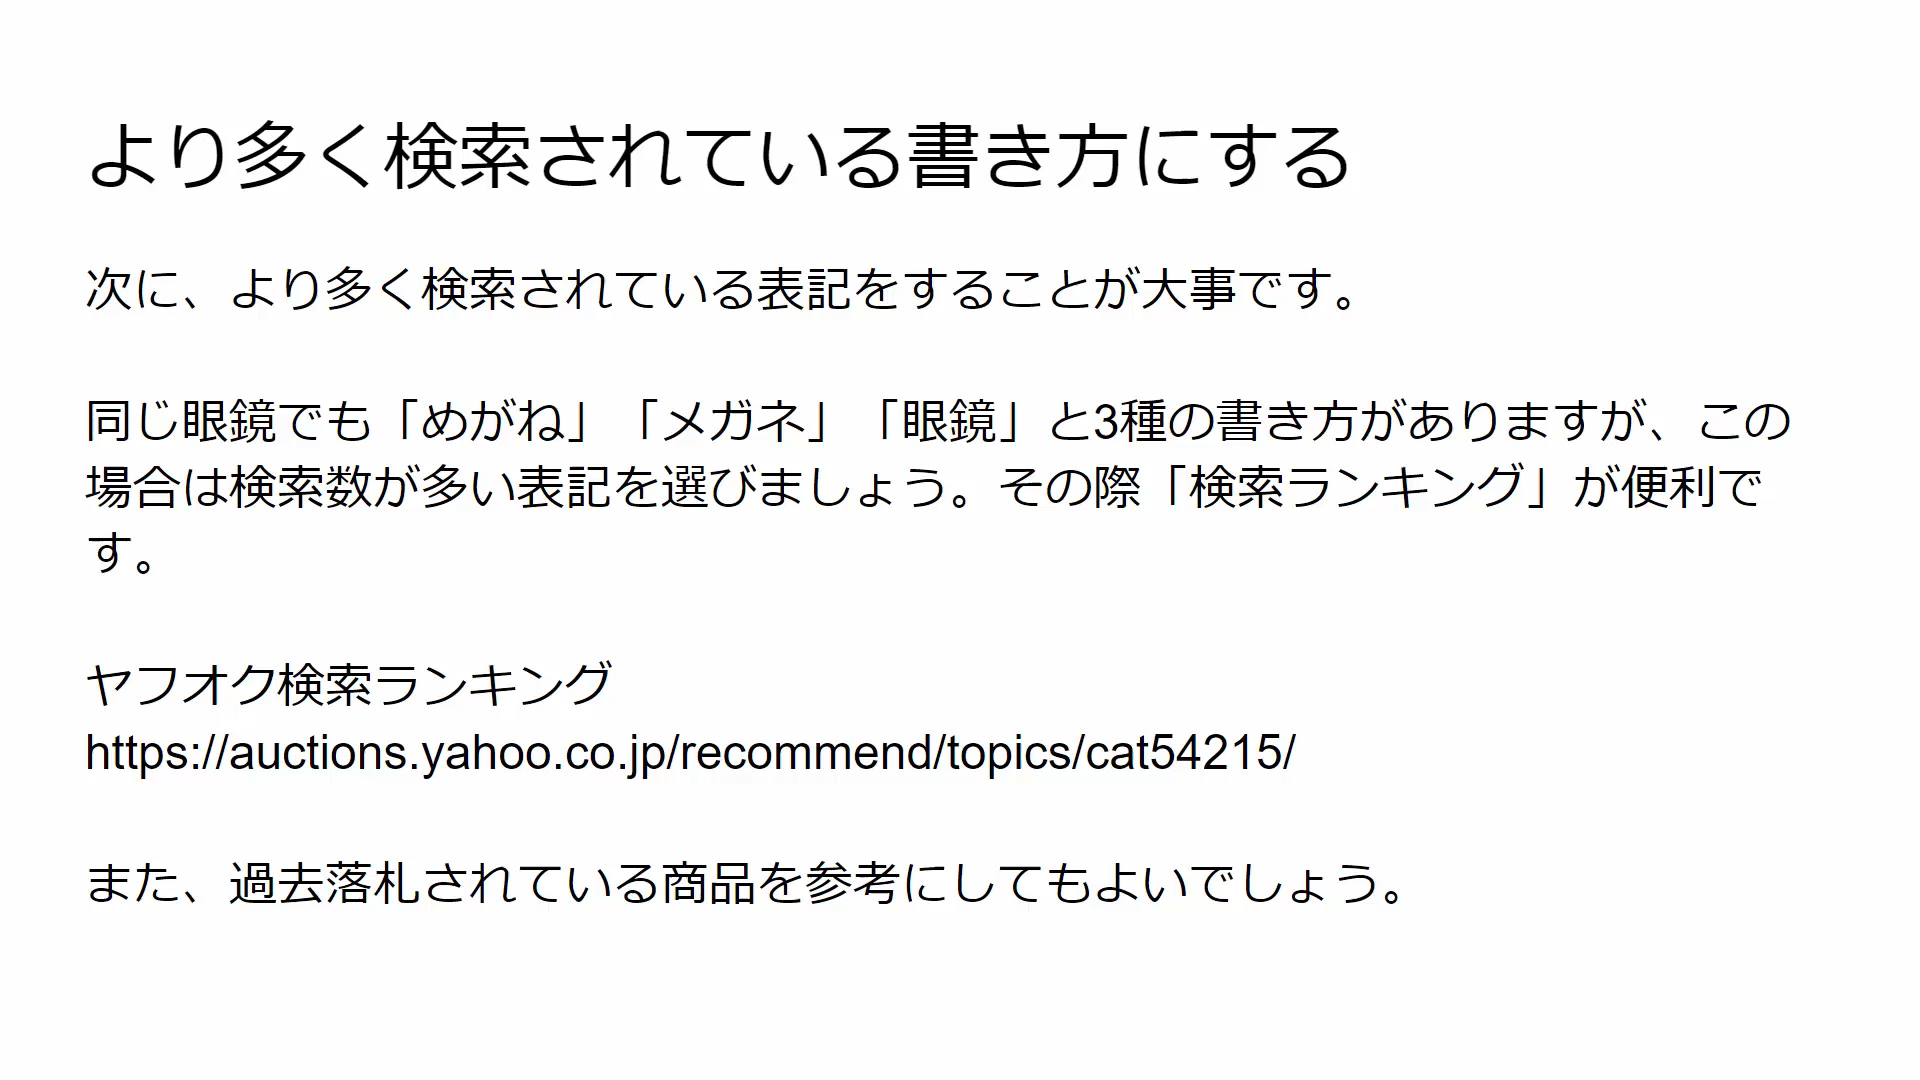 より多く検索されている書き方にする
次に、より多く検索されている表記をすることが大事です。
同じ眼鏡でも「めがね」「メガネ」「眼鏡」と3種の書き方がありますが、この
場合は検索数が多い表記を選びましょう。その際「検索ランキング」が便利で
す。
ヤフオク検索ランキング
https://auctions.yahoo.co.jp/recommend/topics/cat54215/
また、過去落札されている商品を参考にしてもよいでしょう。